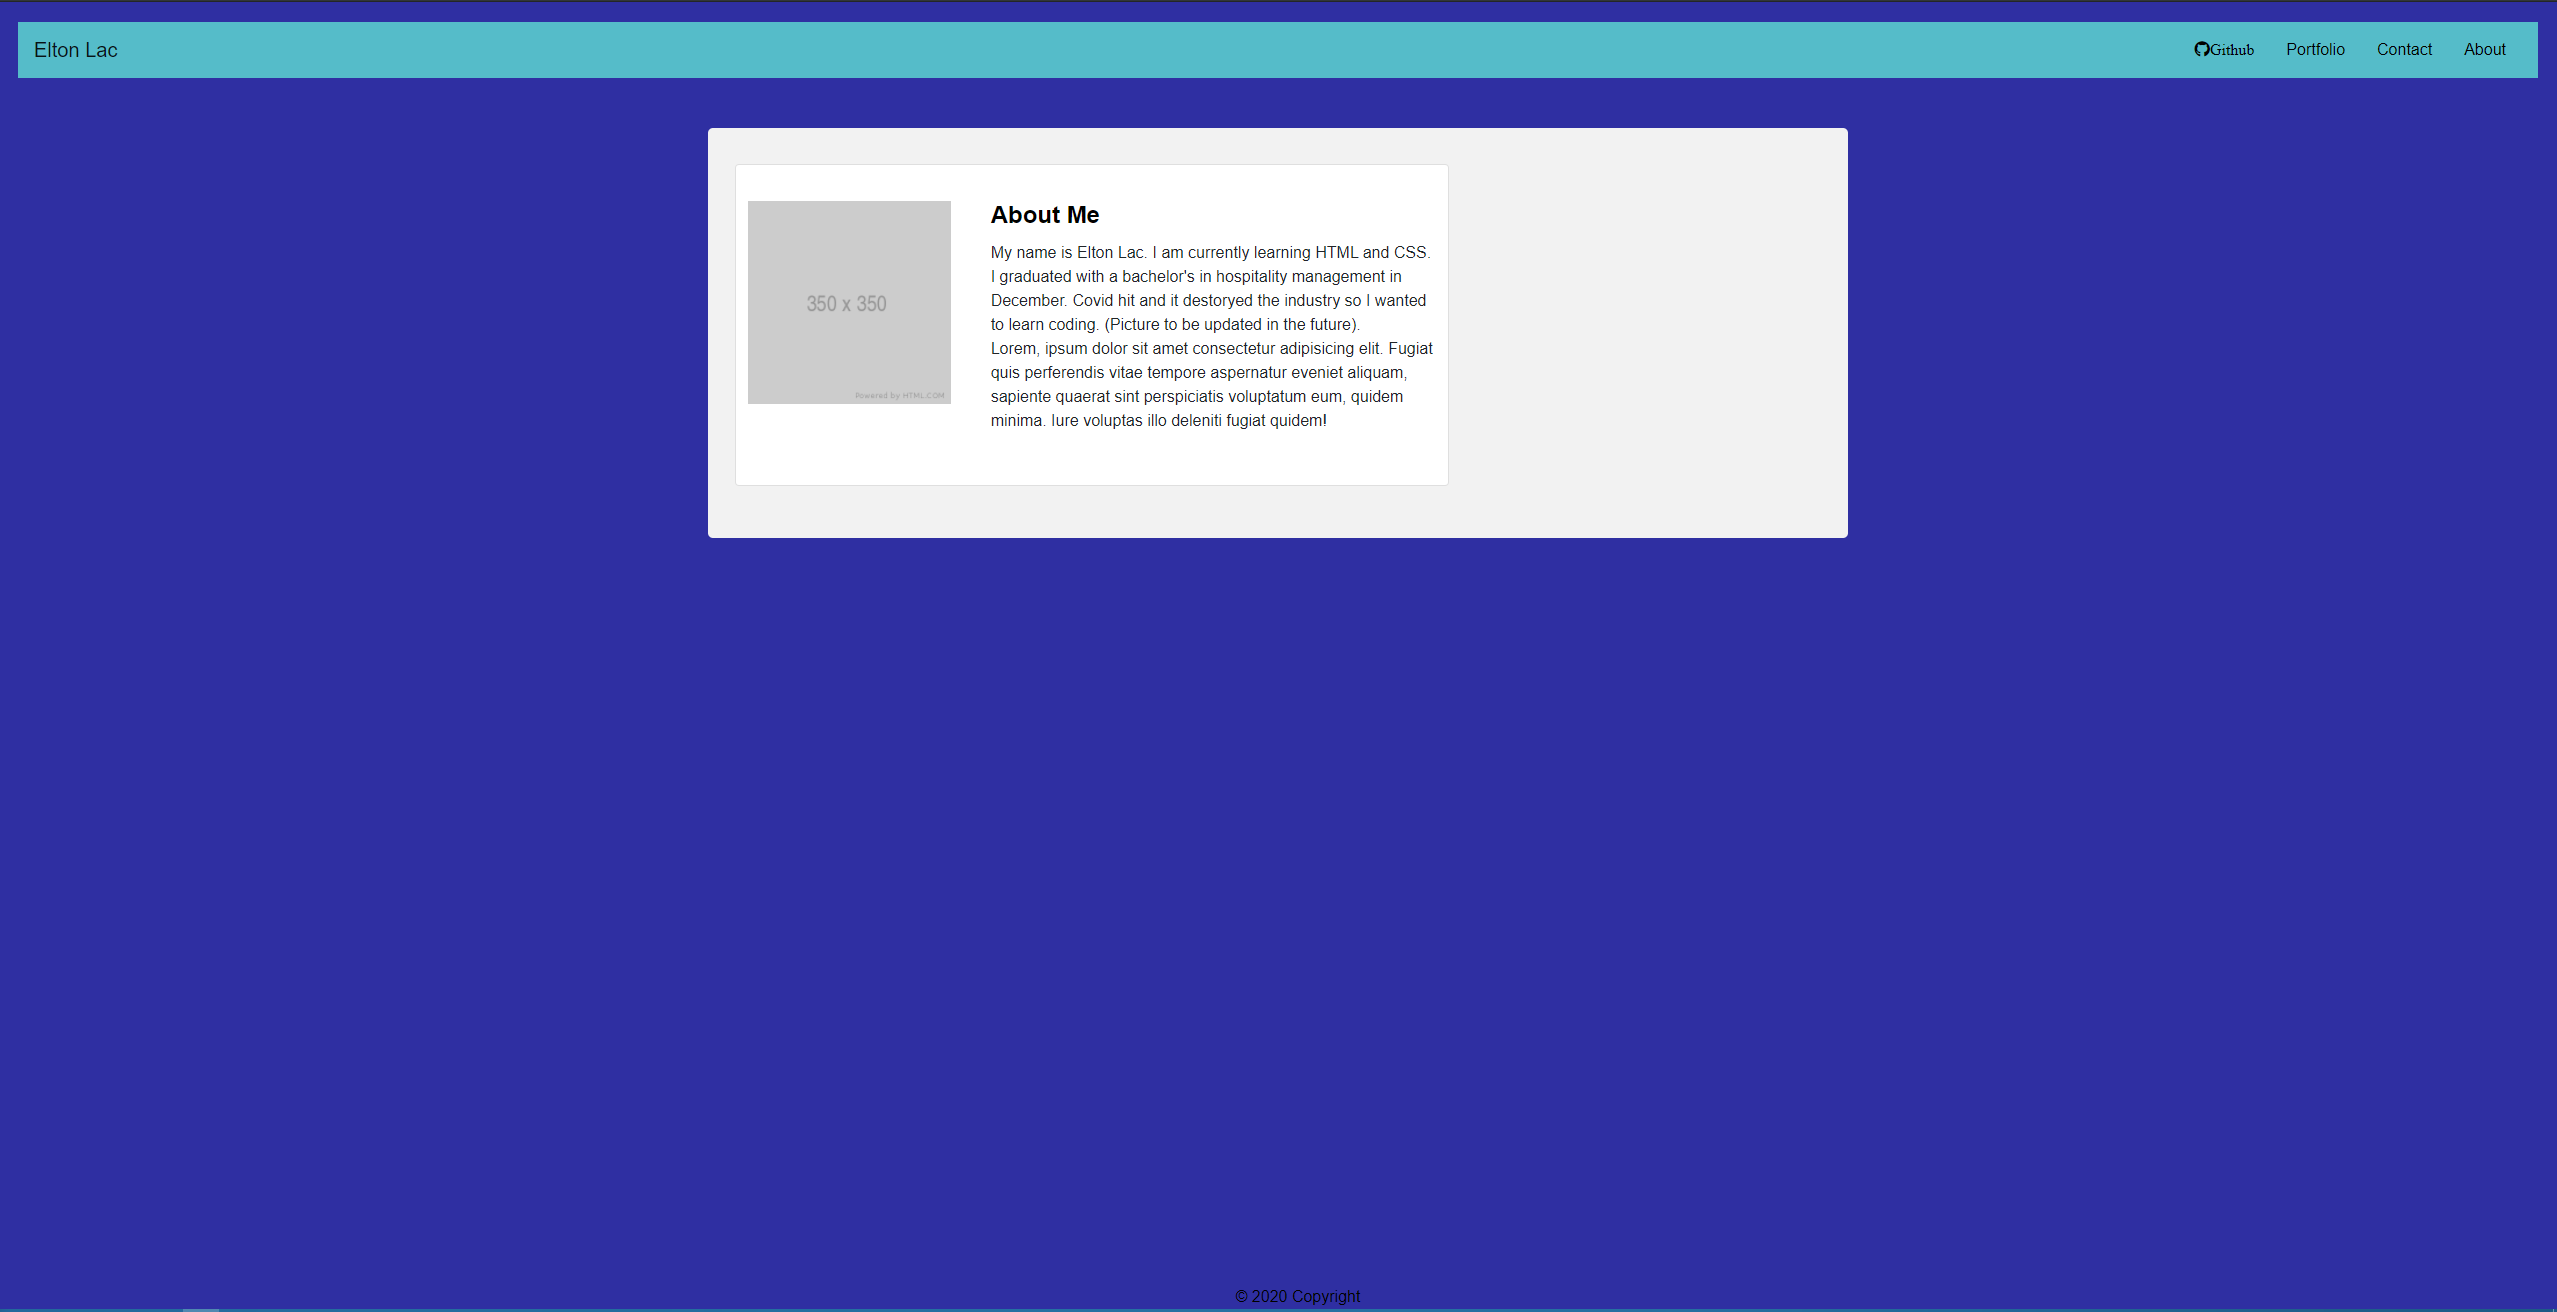 Elton Lac
Github Portfolio Contact About
350 x 350
Powered by HTML.COM
About Me
My name is Elton Lac. I am currently learning HTML and CSS.
I graduated with a bachelor's in hospitality management in
December. Covid hit and it destoryed the industry so I wanted
to learn coding. (Picture to be updated in the future).
Lorem, ipsum dolor sit amet consectetur adipisicing elit. Fugiat
quis perferendis vitae tempore aspernatur eveniet aliquam,
sapiente quaerat sint perspiciatis voluptatum eum, quidem
minima. Iure voluptas illo deleniti fugiat quidem!
© 2020 Copyright